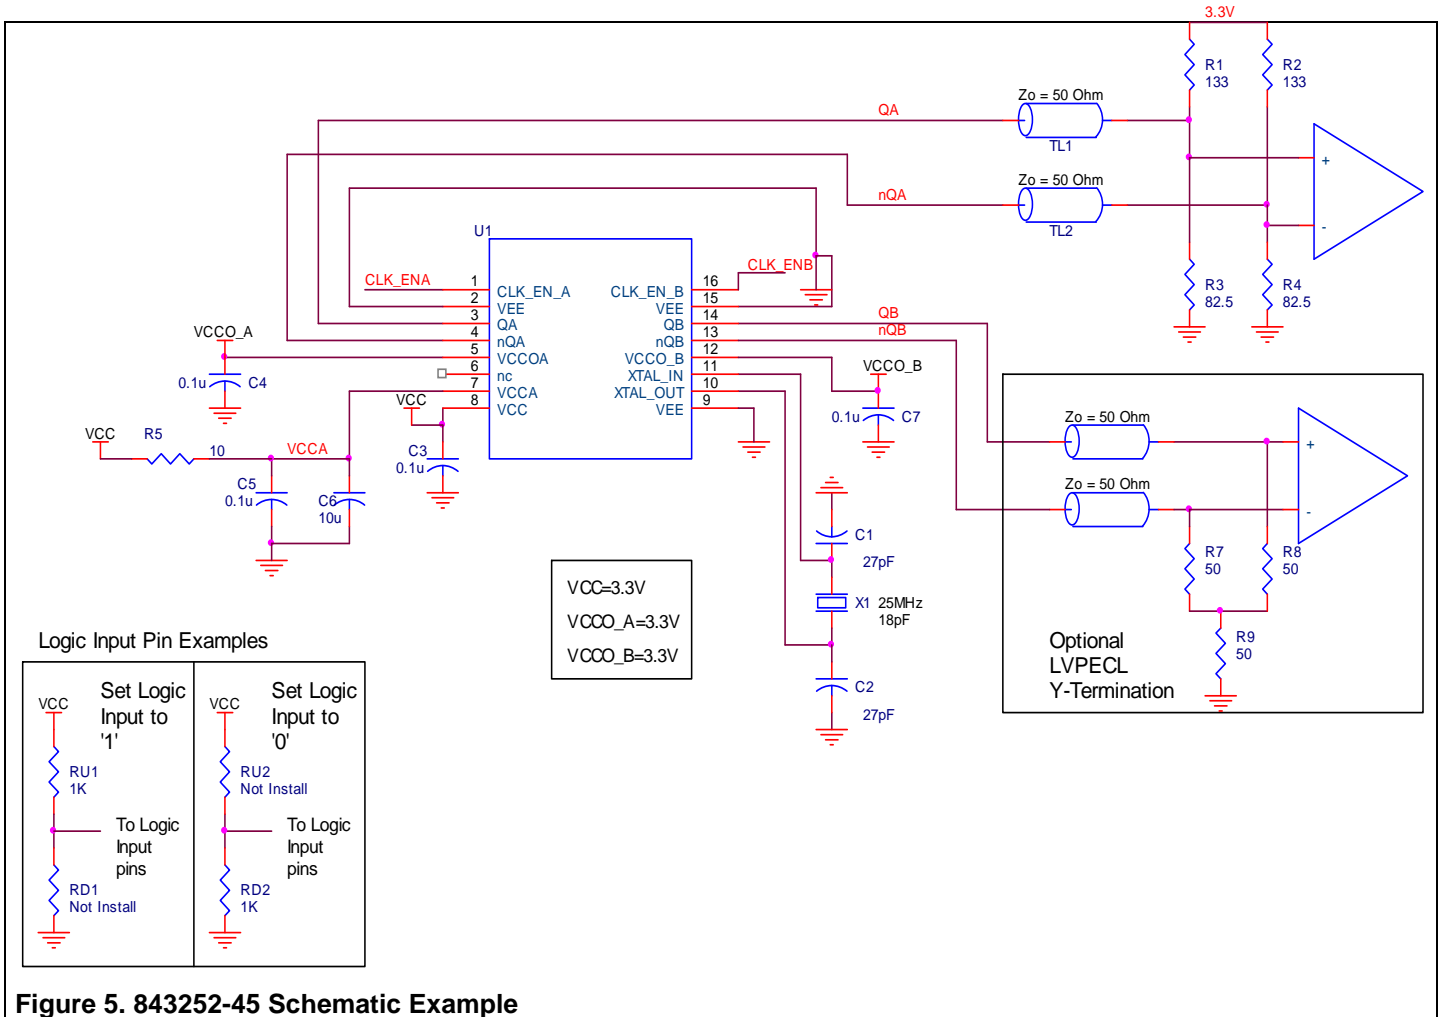 3.3V
R1
133
R2
133
Zo = 50 Ohm
QA
TL1
+
Zo = 50 Ohm
nQA
TL2
-
R3
82.5
R4
82.5
U1
CLK_ENA
CLK_ENB
1
CLK_EN_A
2
VEE
3
QA
4
nQA
5
VCCOA
6
nc
7
VCCA
8
VCC
16
CLK_EN_B
15
VEE
14
QB
13
nQB
12
VCCO_B
11
XTAL_IN
10
XTAL_OUT
9
VEE
QB
nQB
VCCO_A
0.1u
C4
VCC
R5
10
VCCA
C5
0.1u
C6
10u
VCC
C3
0.1u
VCCO_B
0.1u
C7
C1
27pF
X1
25MHz
18pF
C2
27pF
VCC=3.3V
VCCO_A=3.3V
VCCO_B=3.3V
Zo = 50 Ohm
+
Zo = 50 Ohm
-
R7
50
R8
50
R9
50
Optional
LVPECL
Y-Termination
Logic Input Pin Examples
VCC
Set Logic
Input to
'1'
RU1
1K
To Logic
Input
pins
RD1
Not Install
VCC
Set Logic
Input to
'0'
RU2
Not Install
To Logic
Input
pins
RD2
1K
Figure 5. 843252-45 Schematic Example